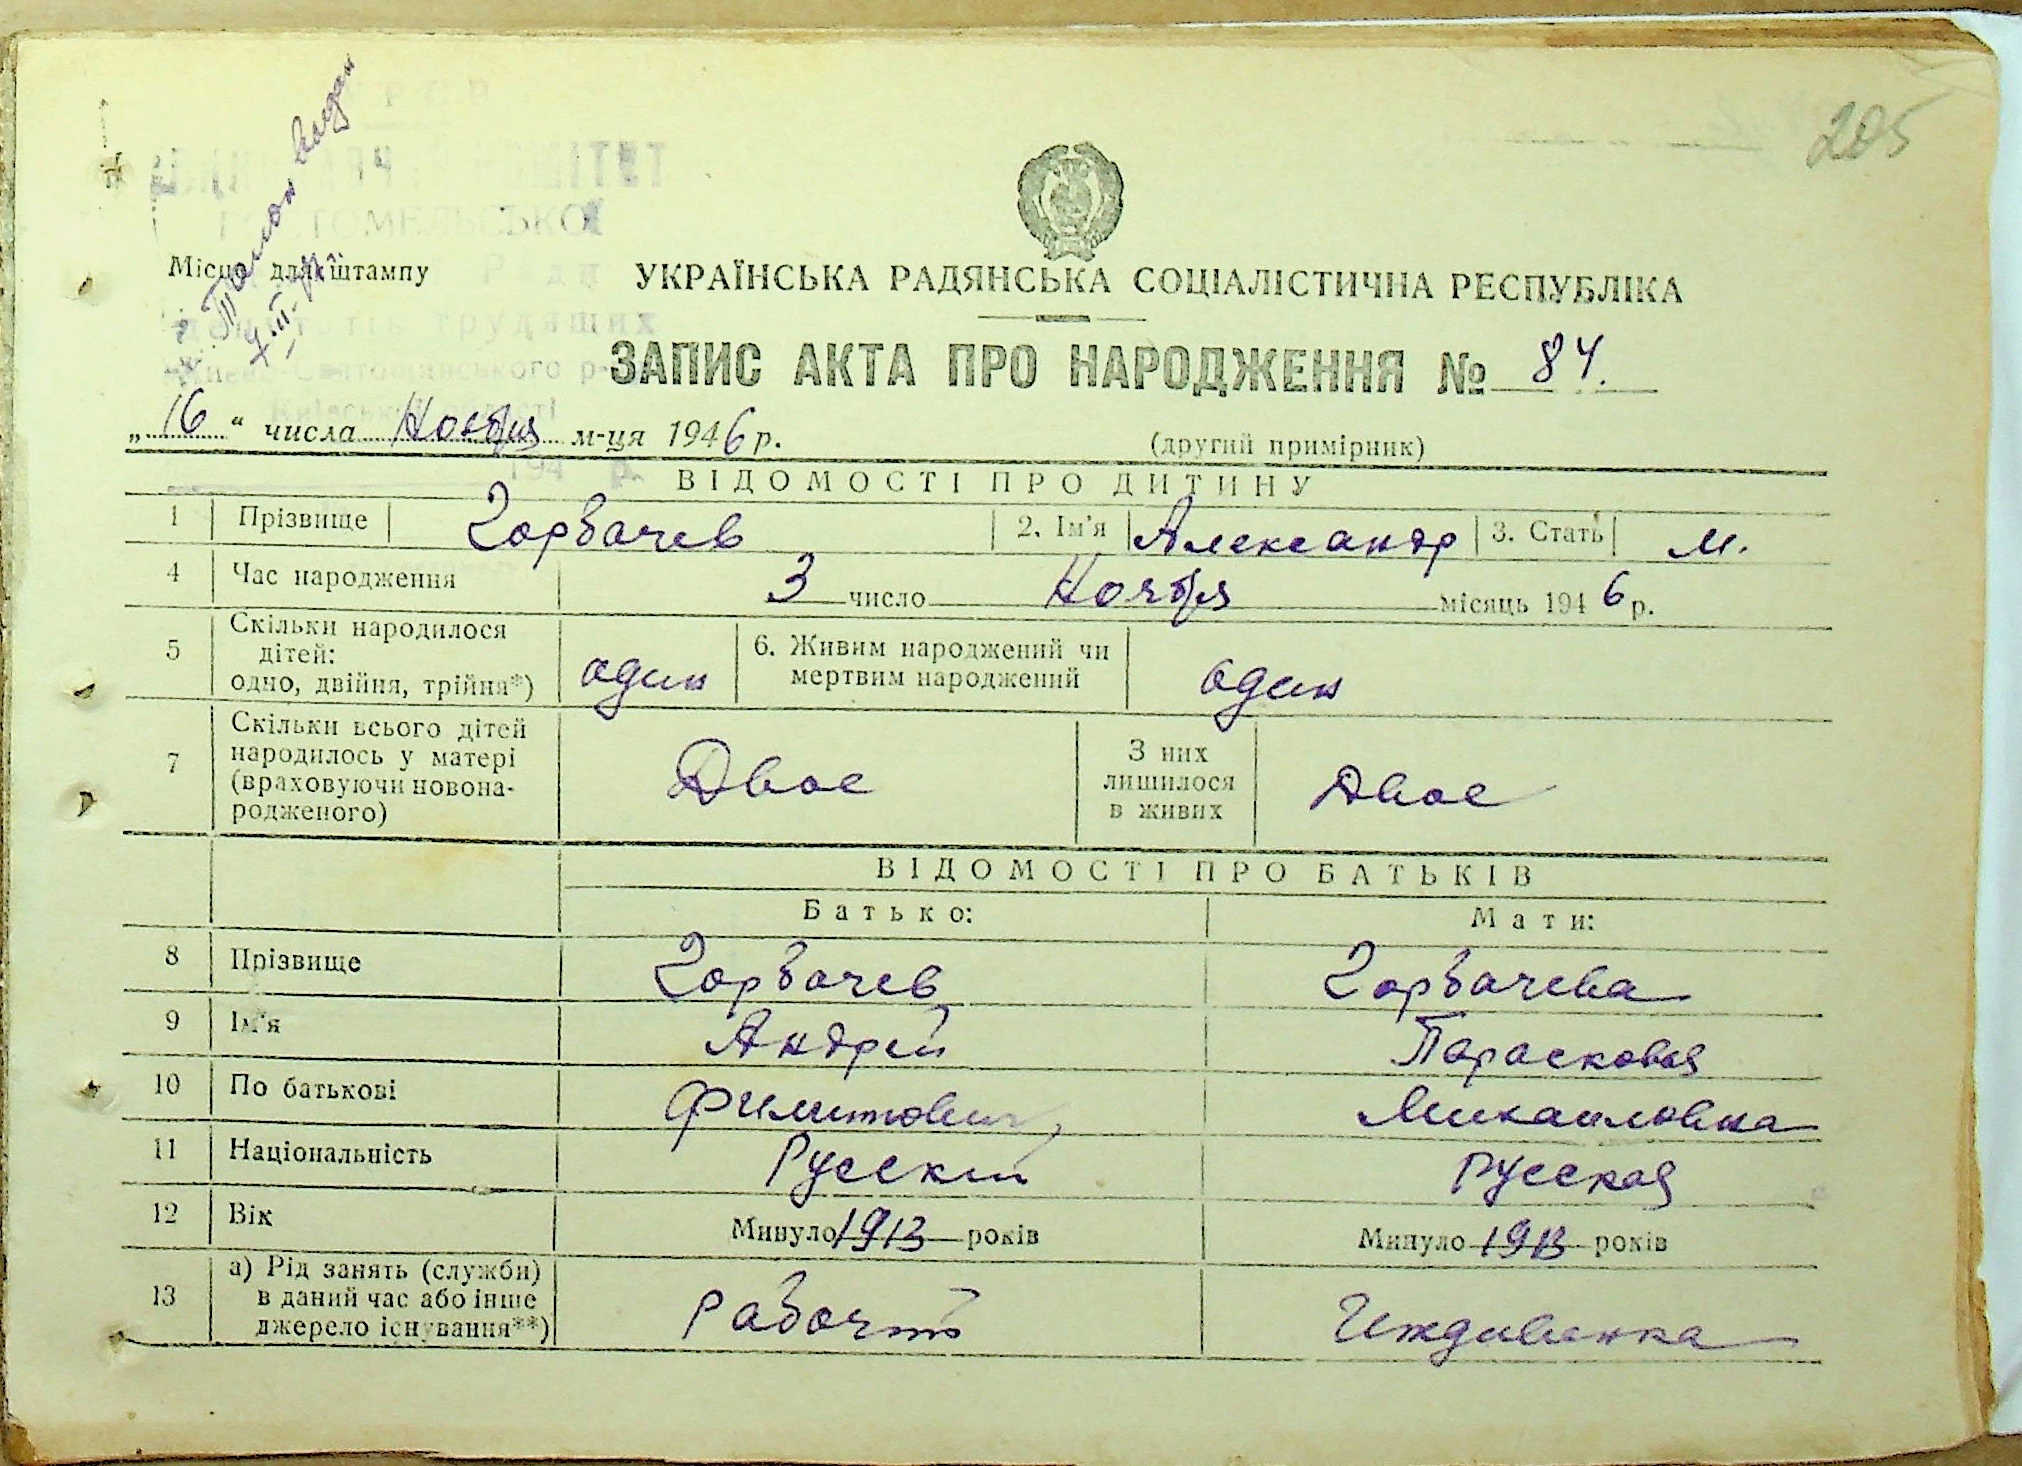 205
Талон выдан
Місце для штампу
УКРАЇНСЬКА РАДЯНСЬКА СОЦІАЛІСТИЧНА РЕСПУБЛІКА
ЗАПИС АКТА ПРО НАРОДЖЕННЯ № 84.
„16“ числа Ноября м-ця 1946 р.
(другий примірник)
ВІДОМОСТІ ПРО ДИТИНУ
1 Прізвище Горбачев 2. Ім'я Александр 3. Стать м.
4 Час народження 3 число Ноября місяць 1946 р.
5 Скільки народилося дітей: одно, двійня, трійня*) один 6. Живим народжений чи мертвим народжений один
7 Скільки всього дітей народилось у матері (враховуючи новонародженого) Двое З них лишилося в живих Двое
ВІДОМОСТІ ПРО БАТЬКІВ
Батько: Мати:
8 Прізвище Горбачев Горбачева
9 Ім'я Андрей Парасковья
10 По батькові Михайловна
11 Національність Русский Русская
12 Вік Минуло 1913 років Минуло 1913 років
13 а) Рід занять (служби) в даний час або інше джерело існування**) Рабочий Иждивенка